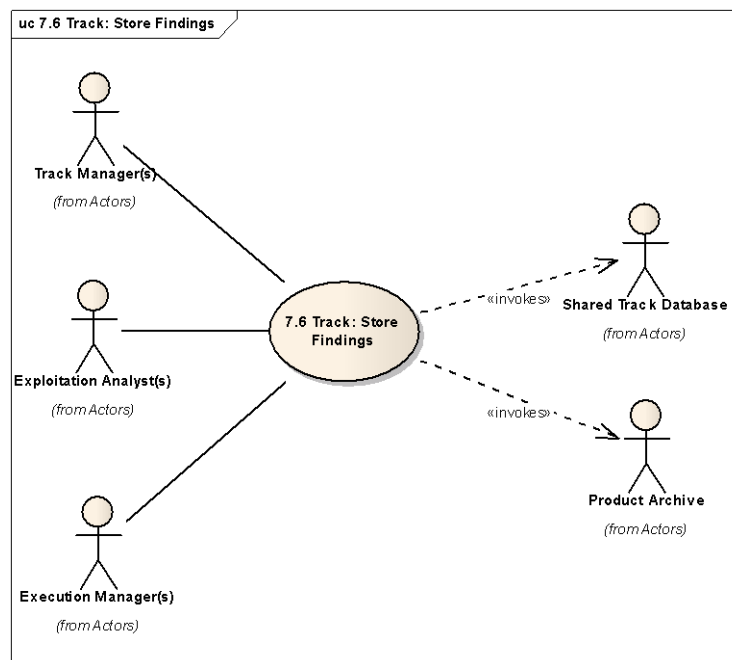 uc 7.6 Track: Store Findings
Track Manager(s)
(from Actors)
Exploitation Analyst(s)
(from Actors)
Execution Manager(s)
(from Actors)
7.6 Track: Store
Findings
«invokes»
«invokes»
Shared Track Database
(from Actors)
Product Archive
(from Actors)